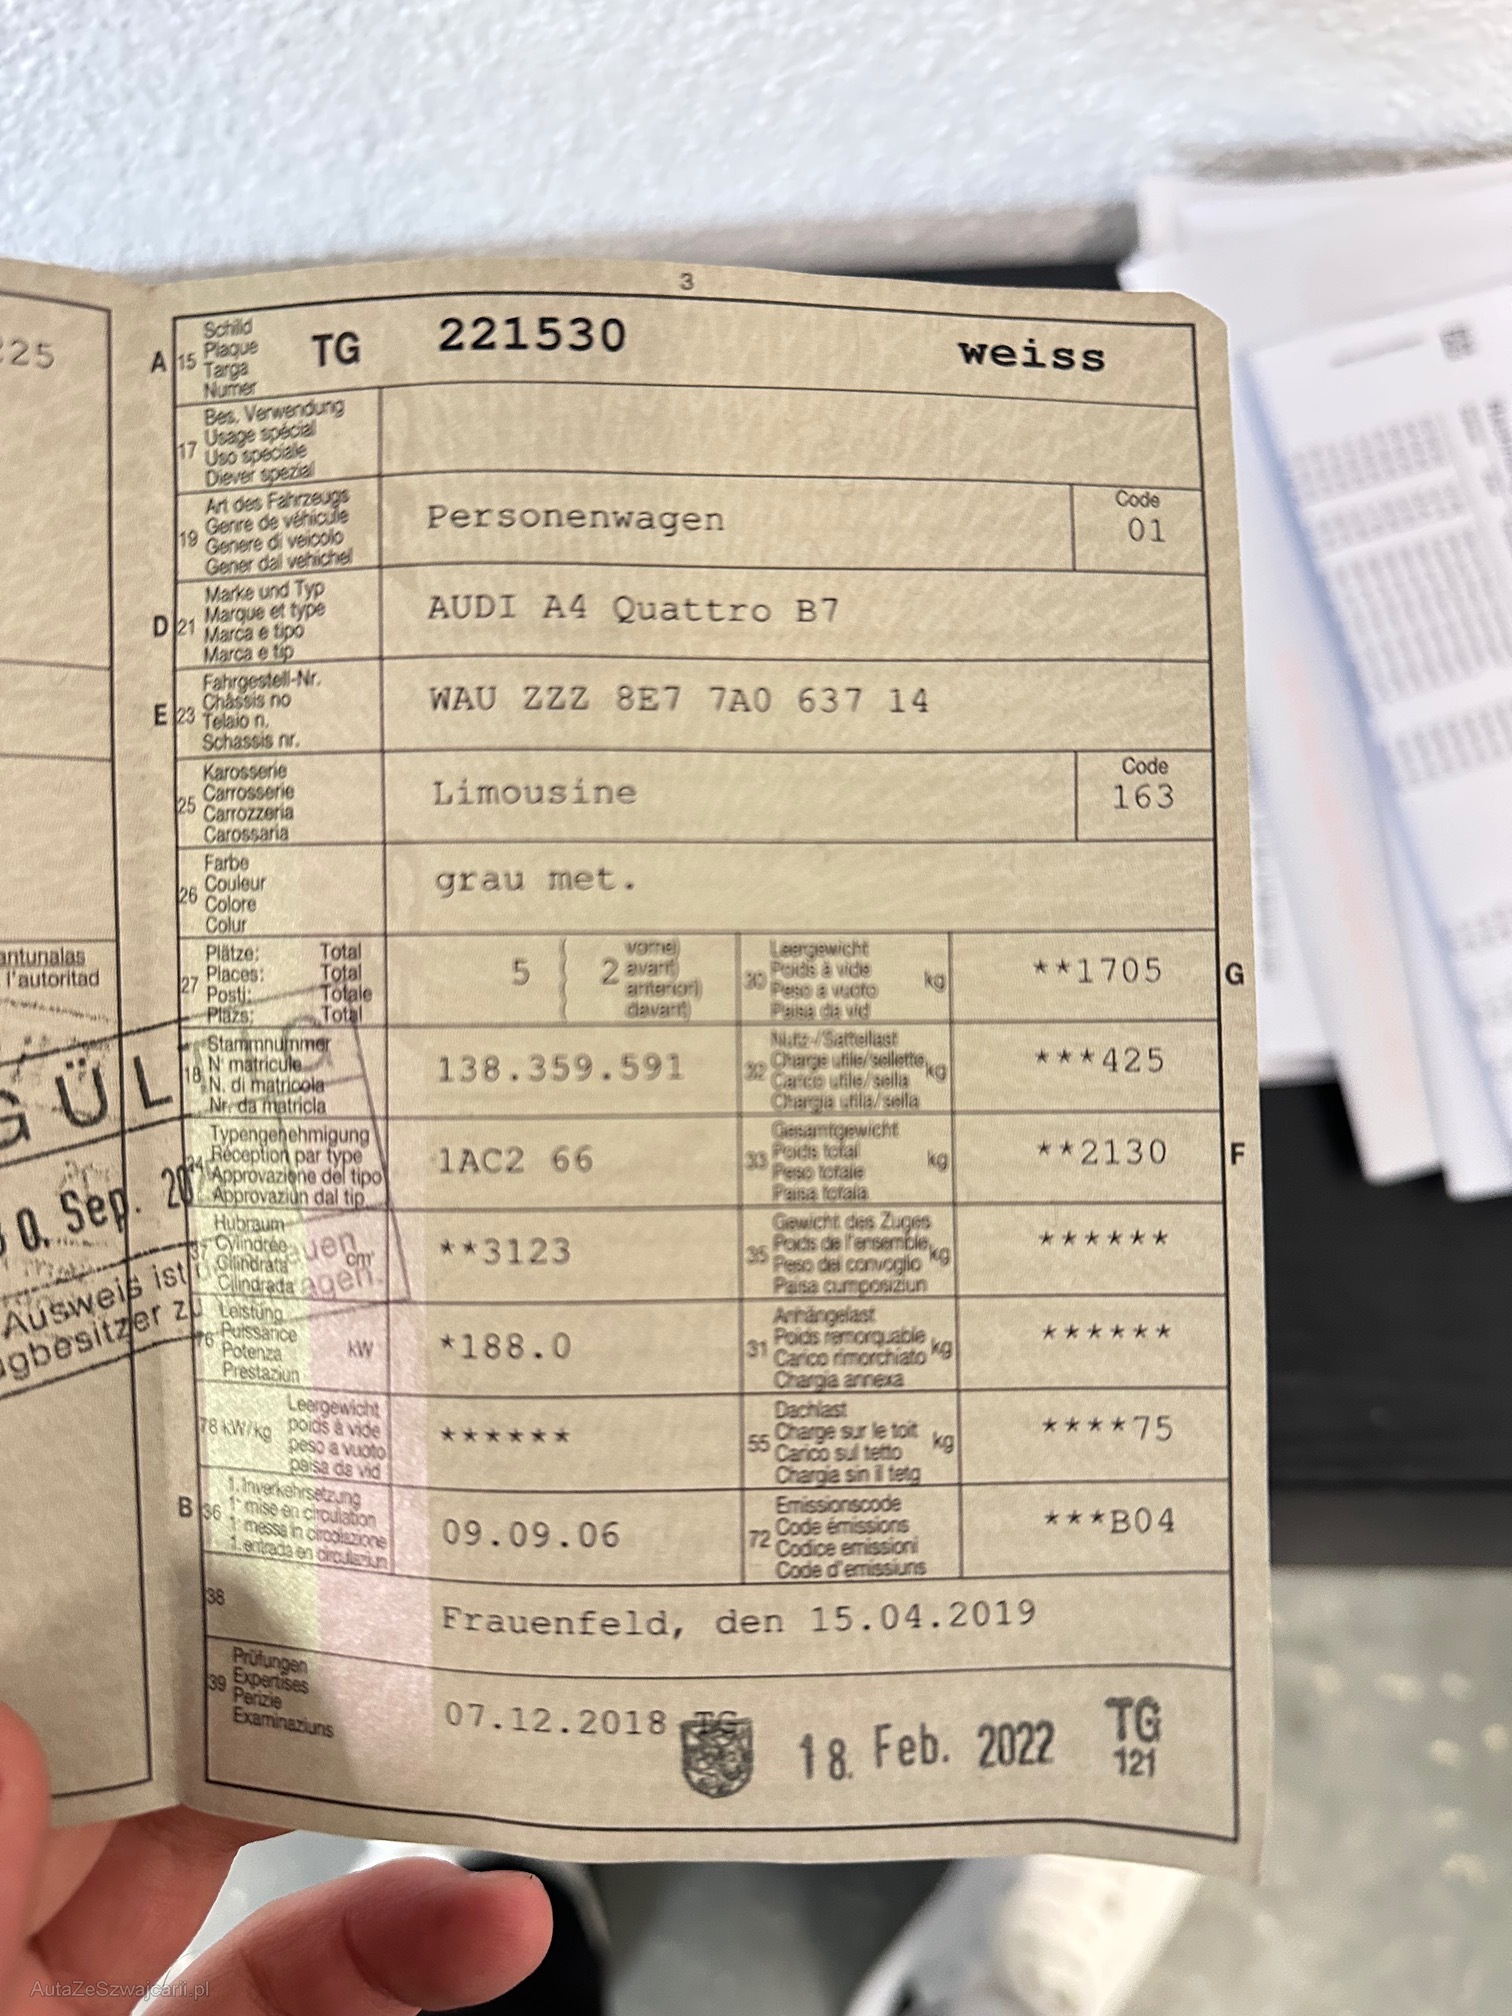 3
225
A 15 Schild TG 221530 weiss
Plaque
Targa
Numer
17 Bes. Verwendung
Usage spécial
Uso speciale
Diever spezial
19 Art des Fahrzeugs Personenwagen Code
Genre de véhicule 01
Genere di veicolo
Gener dal vehichel
D 21 Marke und Typ AUDI A4 Quattro B7
Marque et type
Marca e tipo
Marca e tip
E 23 Fahrgestell-Nr. WAU ZZZ 8E7 7A0 637 14
Châssis no
Telaio n.
Schassis nr.
25 Karosserie Limousine Code
Carrosserie 163
Carrozzeria
Carossaria
26 Farbe grau met.
Couleur
Colore
Colur
27 Plätze: Total 5 ( 2 vorne)
Places: Total avant)
Posti: Totale anteriori)
Plazs: Total davant)
30 Leergewicht kg **1705 G
Poids à vide
Peso a vuoto
Paisa da vid
antunalas
l'autoritad
18 Stammnummer 138.359.591
N° matricule
N. di matricola
Nr. da matricla
32 Nutz-/Sattellast kg ***425
Charge utile/sellette
Carico utile/sella
Chargia utila/sella
24 Typengenehmigung 1AC2 66
Réception par type
Approvazione del tipo
Approvaziun dal tip
33 Gesamtgewicht kg **2130 F
Poids total
Peso totale
Paisa totala
37 Hubraum cm³ **3123
Cylindrée
Cilindrata
Cilindrada
35 Gewicht des Zuges kg ******
Poids de l'ensemble
Peso del convoglio
Paisa cumposiziun
76 Leistung kW *188.0
Puissance
Potenza
Prestaziun
31 Anhängelast kg ******
Poids remorquable
Carico rimorchiato
Chargia annexa
78 kW/kg Leergewicht ******
poids à vide
peso a vuoto
paisa da vid
55 Dachlast kg ****75
Charge sur le toit
Carico sul tetto
Chargia sin il tetg
B 36 1. Inverkehrsetzung 09.09.06
1re mise en circulation
1. messa in circolazione
1. entrada en circulaziun
72 Emissionscode ***B04
Code émissions
Codice emissioni
Code d'emissiuns
38 Frauenfeld, den 15.04.2019
39 Prüfungen 07.12.2018 TG
Expertises
Perizie
Examinaziuns
18. Feb. 2022 TG
121
GÜL
0. Sep. 20
Ausweis ist
gbesitzer zu
AutaZeSzwajcarii.pl